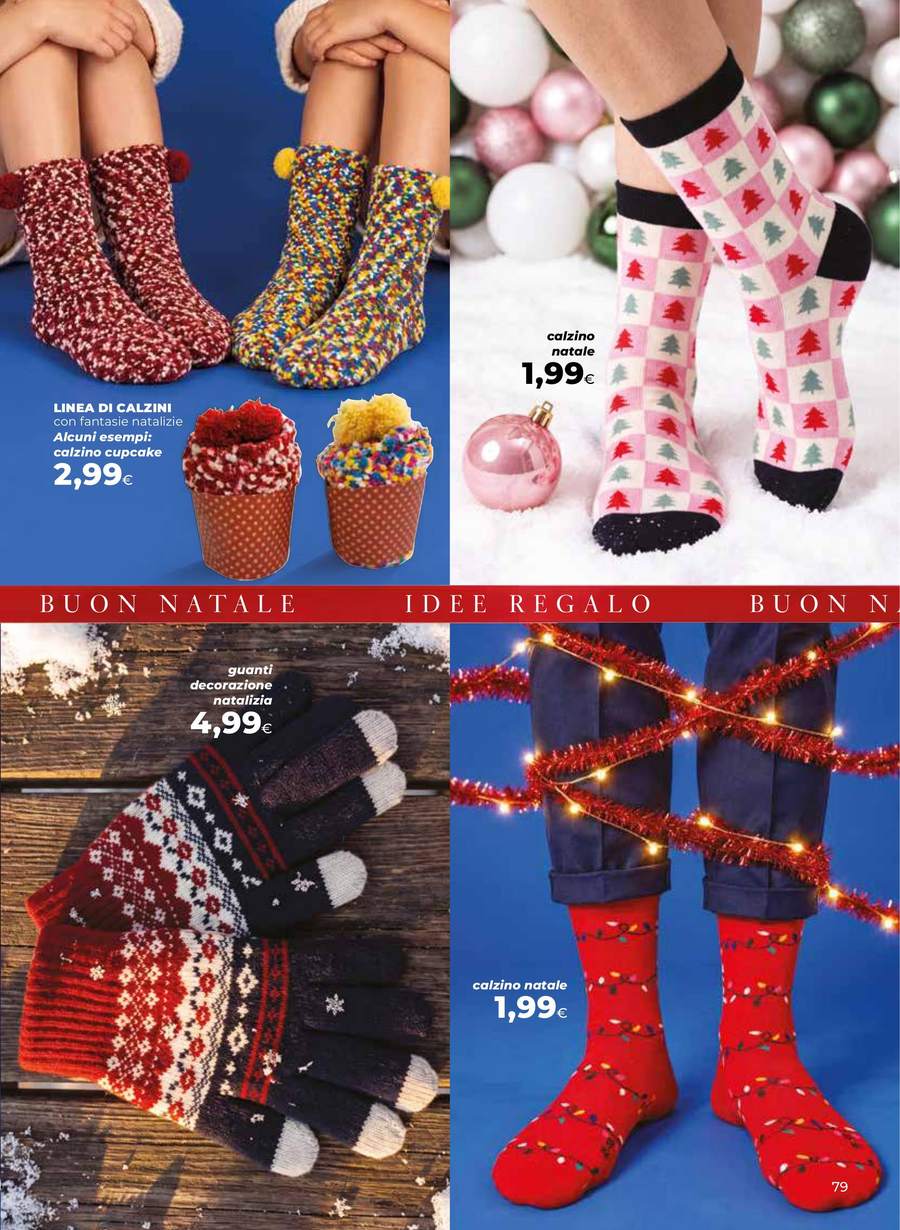 LINEA DI CALZINI
con fantasie natalizie
Alcuni esempi:
calzino cupcake
2,99€
calzino
natale
1,99€
BUON NATALE IDEE REGALO BUON NA
guanti
decorazione
natalizia
4,99€
calzino natale
1,99€
79